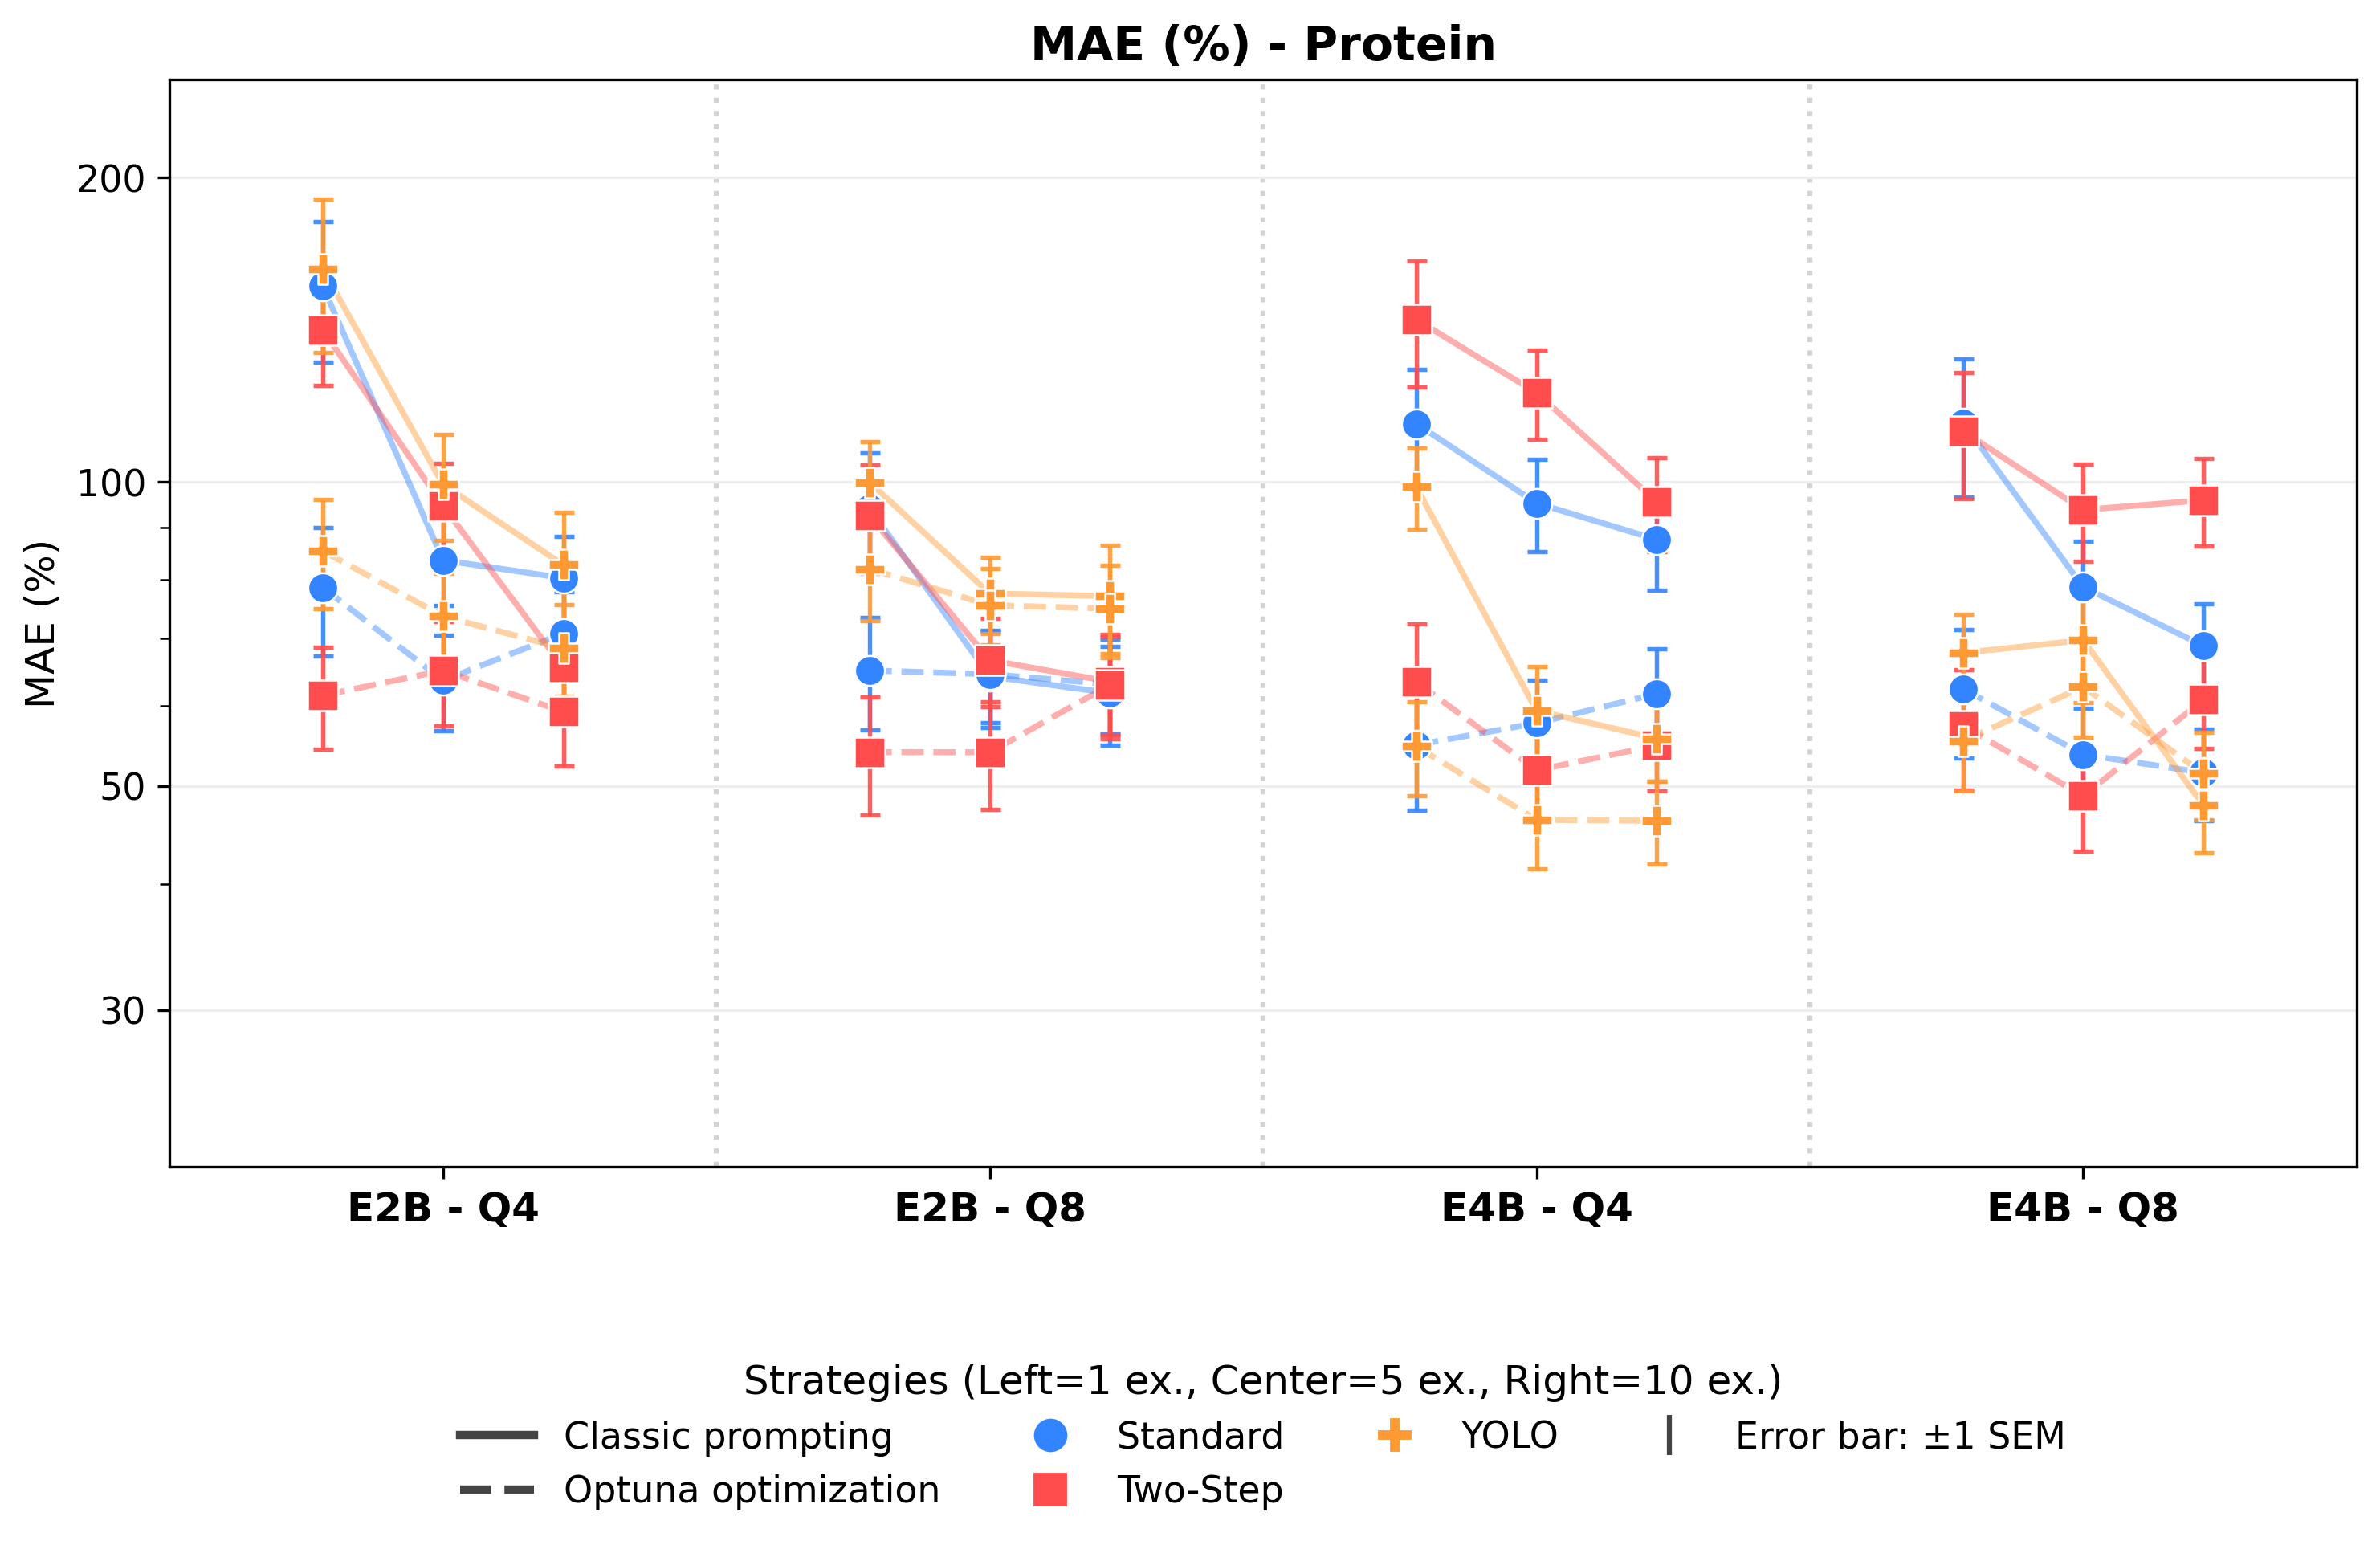 MAE (%) - Protein
MAE (%)
200
100
50
30
E2B - Q4
E2B - Q8
E4B - Q4
E4B - Q8
Strategies (Left=1 ex., Center=5 ex., Right=10 ex.)
Classic prompting
Optuna optimization
Standard
Two-Step
YOLO
Error bar: ±1 SEM